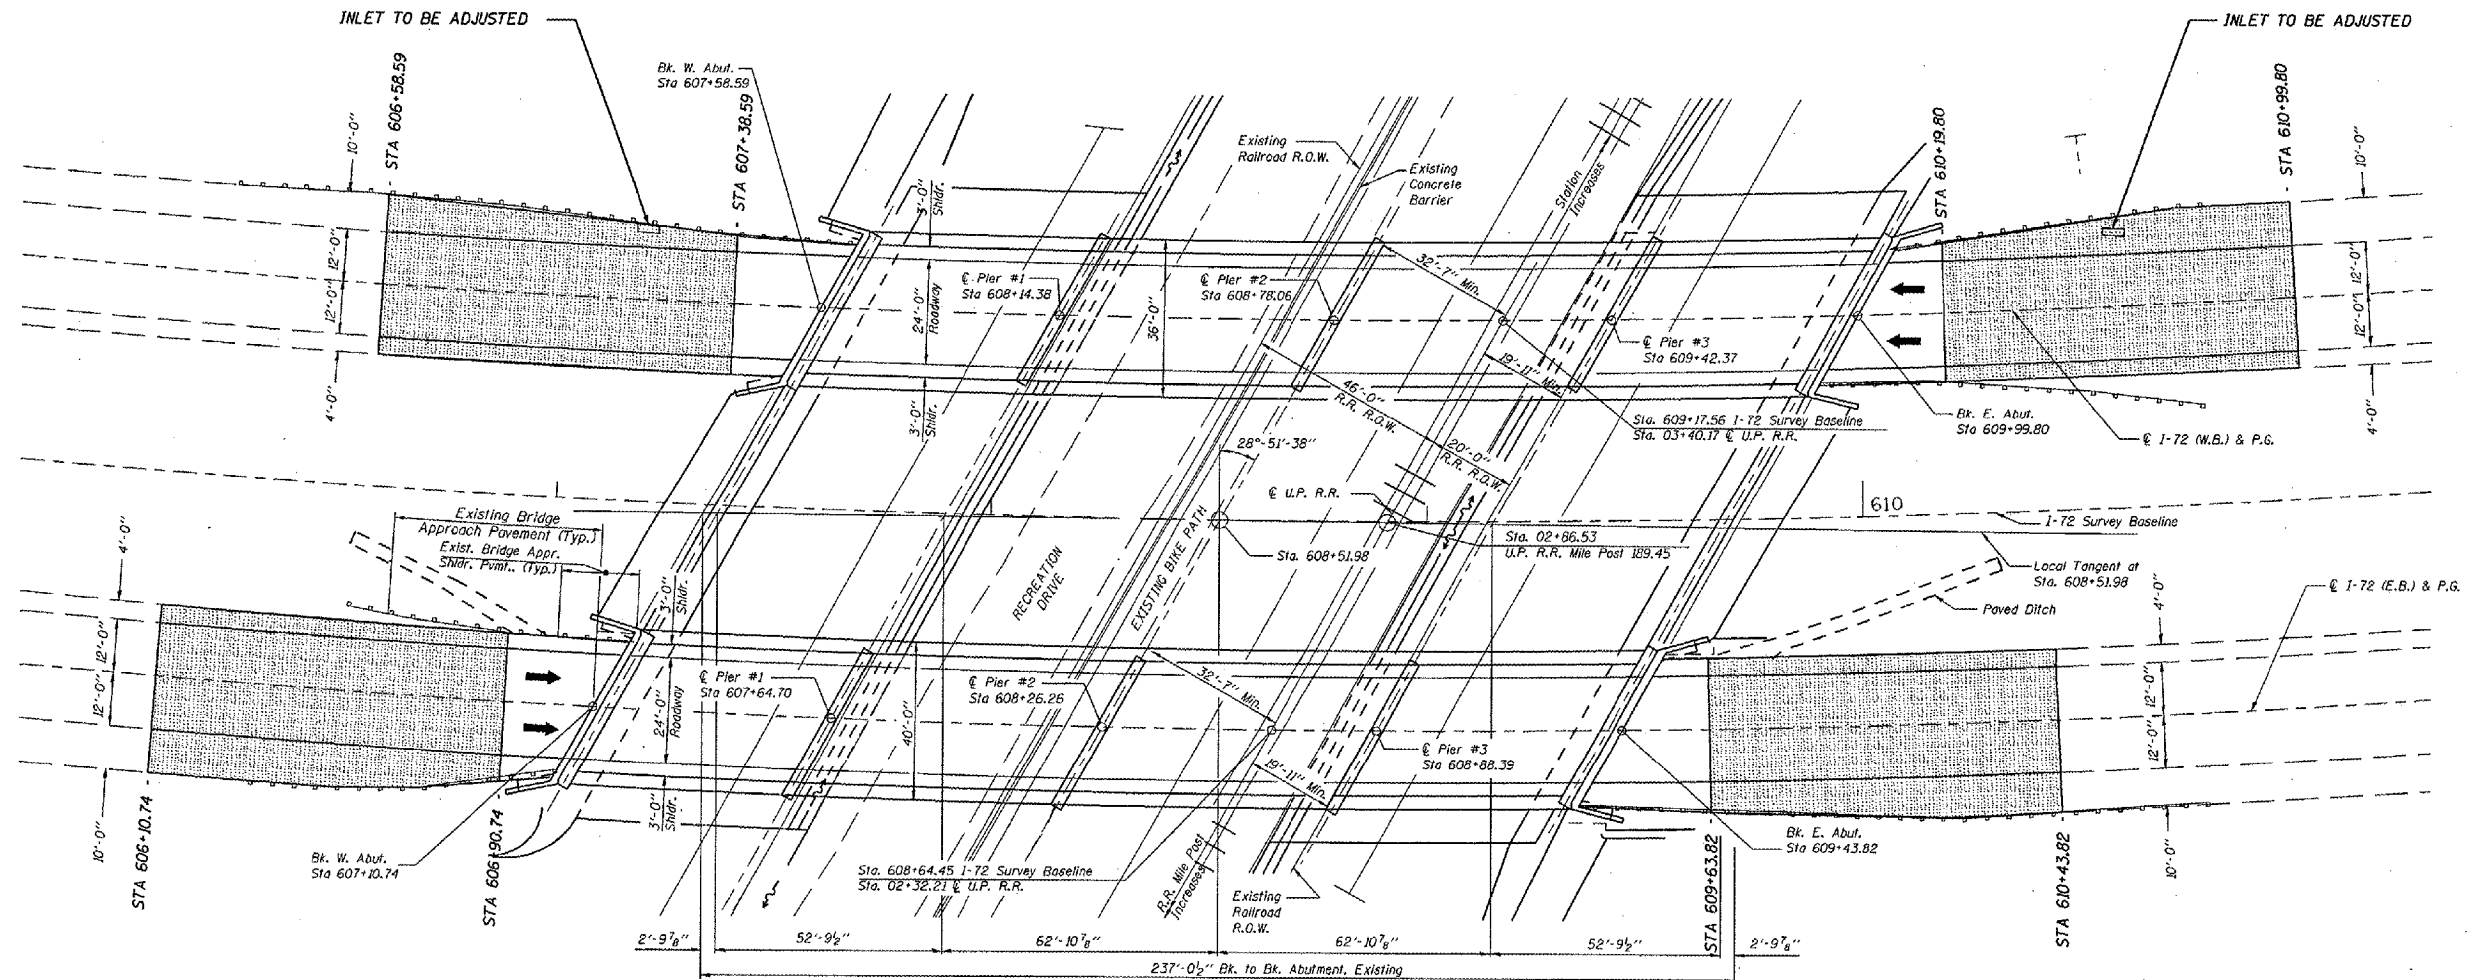 INLET TO BE ADJUSTED
INLET TO BE ADJUSTED
Bk. W. Abut.
Sta 607+58.59
STA 606+58.59
STA 607+38.59
10'-0"
Existing
Railroad R.O.W.
Existing
Concrete
Barrier
Station
Increases
STA 610+19.80
STA 610+99.80
10'-0"
3'-0"
Shldr.
12'-0"
12'-0"
24'-0"
Roadway
36'-0"
℄ Pier #1
Sta 608+14.38
℄ Pier #2
Sta 608+78.06
32'-7" Min.
℄ Pier #3
Sta 609+42.37
12'-0"
12'-0"
4'-0"
3'-0"
Shldr.
46'-0"
R.R. R.O.W.
19'-11" Min.
Sta. 609+17.56 I-72 Survey Baseline
Sta. 03+40.17 ℄ U.P. R.R.
Bk. E. Abut.
Sta 609+99.80
℄ I-72 (W.B.) & P.G.
4'-0"
28°-51'-38"
20'-0"
R.R. R.O.W.
℄ U.P. R.R.
610
I-72 Survey Baseline
Existing Bridge
Approach Pavement (Typ.)
Exist. Bridge Appr.
Shldr. Pvmt.. (Typ.)
4'-0"
RECREATION
DRIVE
EXISTING BIKE PATH
Sta. 608+51.98
Sta. 02+86.53
U.P. R.R. Mile Post 189.45
Local Tangent at
Sta. 608+51.98
Paved Ditch
4'-0"
℄ I-72 (E.B.) & P.G.
3'-0"
Shldr.
12'-0"
12'-0"
24'-0"
Roadway
℄ Pier #1
Sta 607+64.70
40'-0"
℄ Pier #2
Sta 608+26.26
32'-7" Min.
℄ Pier #3
Sta 608+88.39
19'-11" Min.
12'-0"
12'-0"
10'-0"
3'-0"
Shldr.
STA 606+10.74
STA 606+90.74
Bk. W. Abut.
Sta 607+10.74
Sta. 608+64.45 I-72 Survey Baseline
Sta. 02+32.21 ℄ U.P. R.R.
R.R. Mile Post
Increases
Existing
Railroad
R.O.W.
Bk. E. Abut.
Sta 609+43.82
STA 609+63.82
STA 610+43.82
10'-0"
2'-9⅞"
52'-9½"
62'-10⅞"
62'-10⅞"
52'-9½"
2'-9⅞"
237'-0½" Bk. to Bk. Abutment, Existing